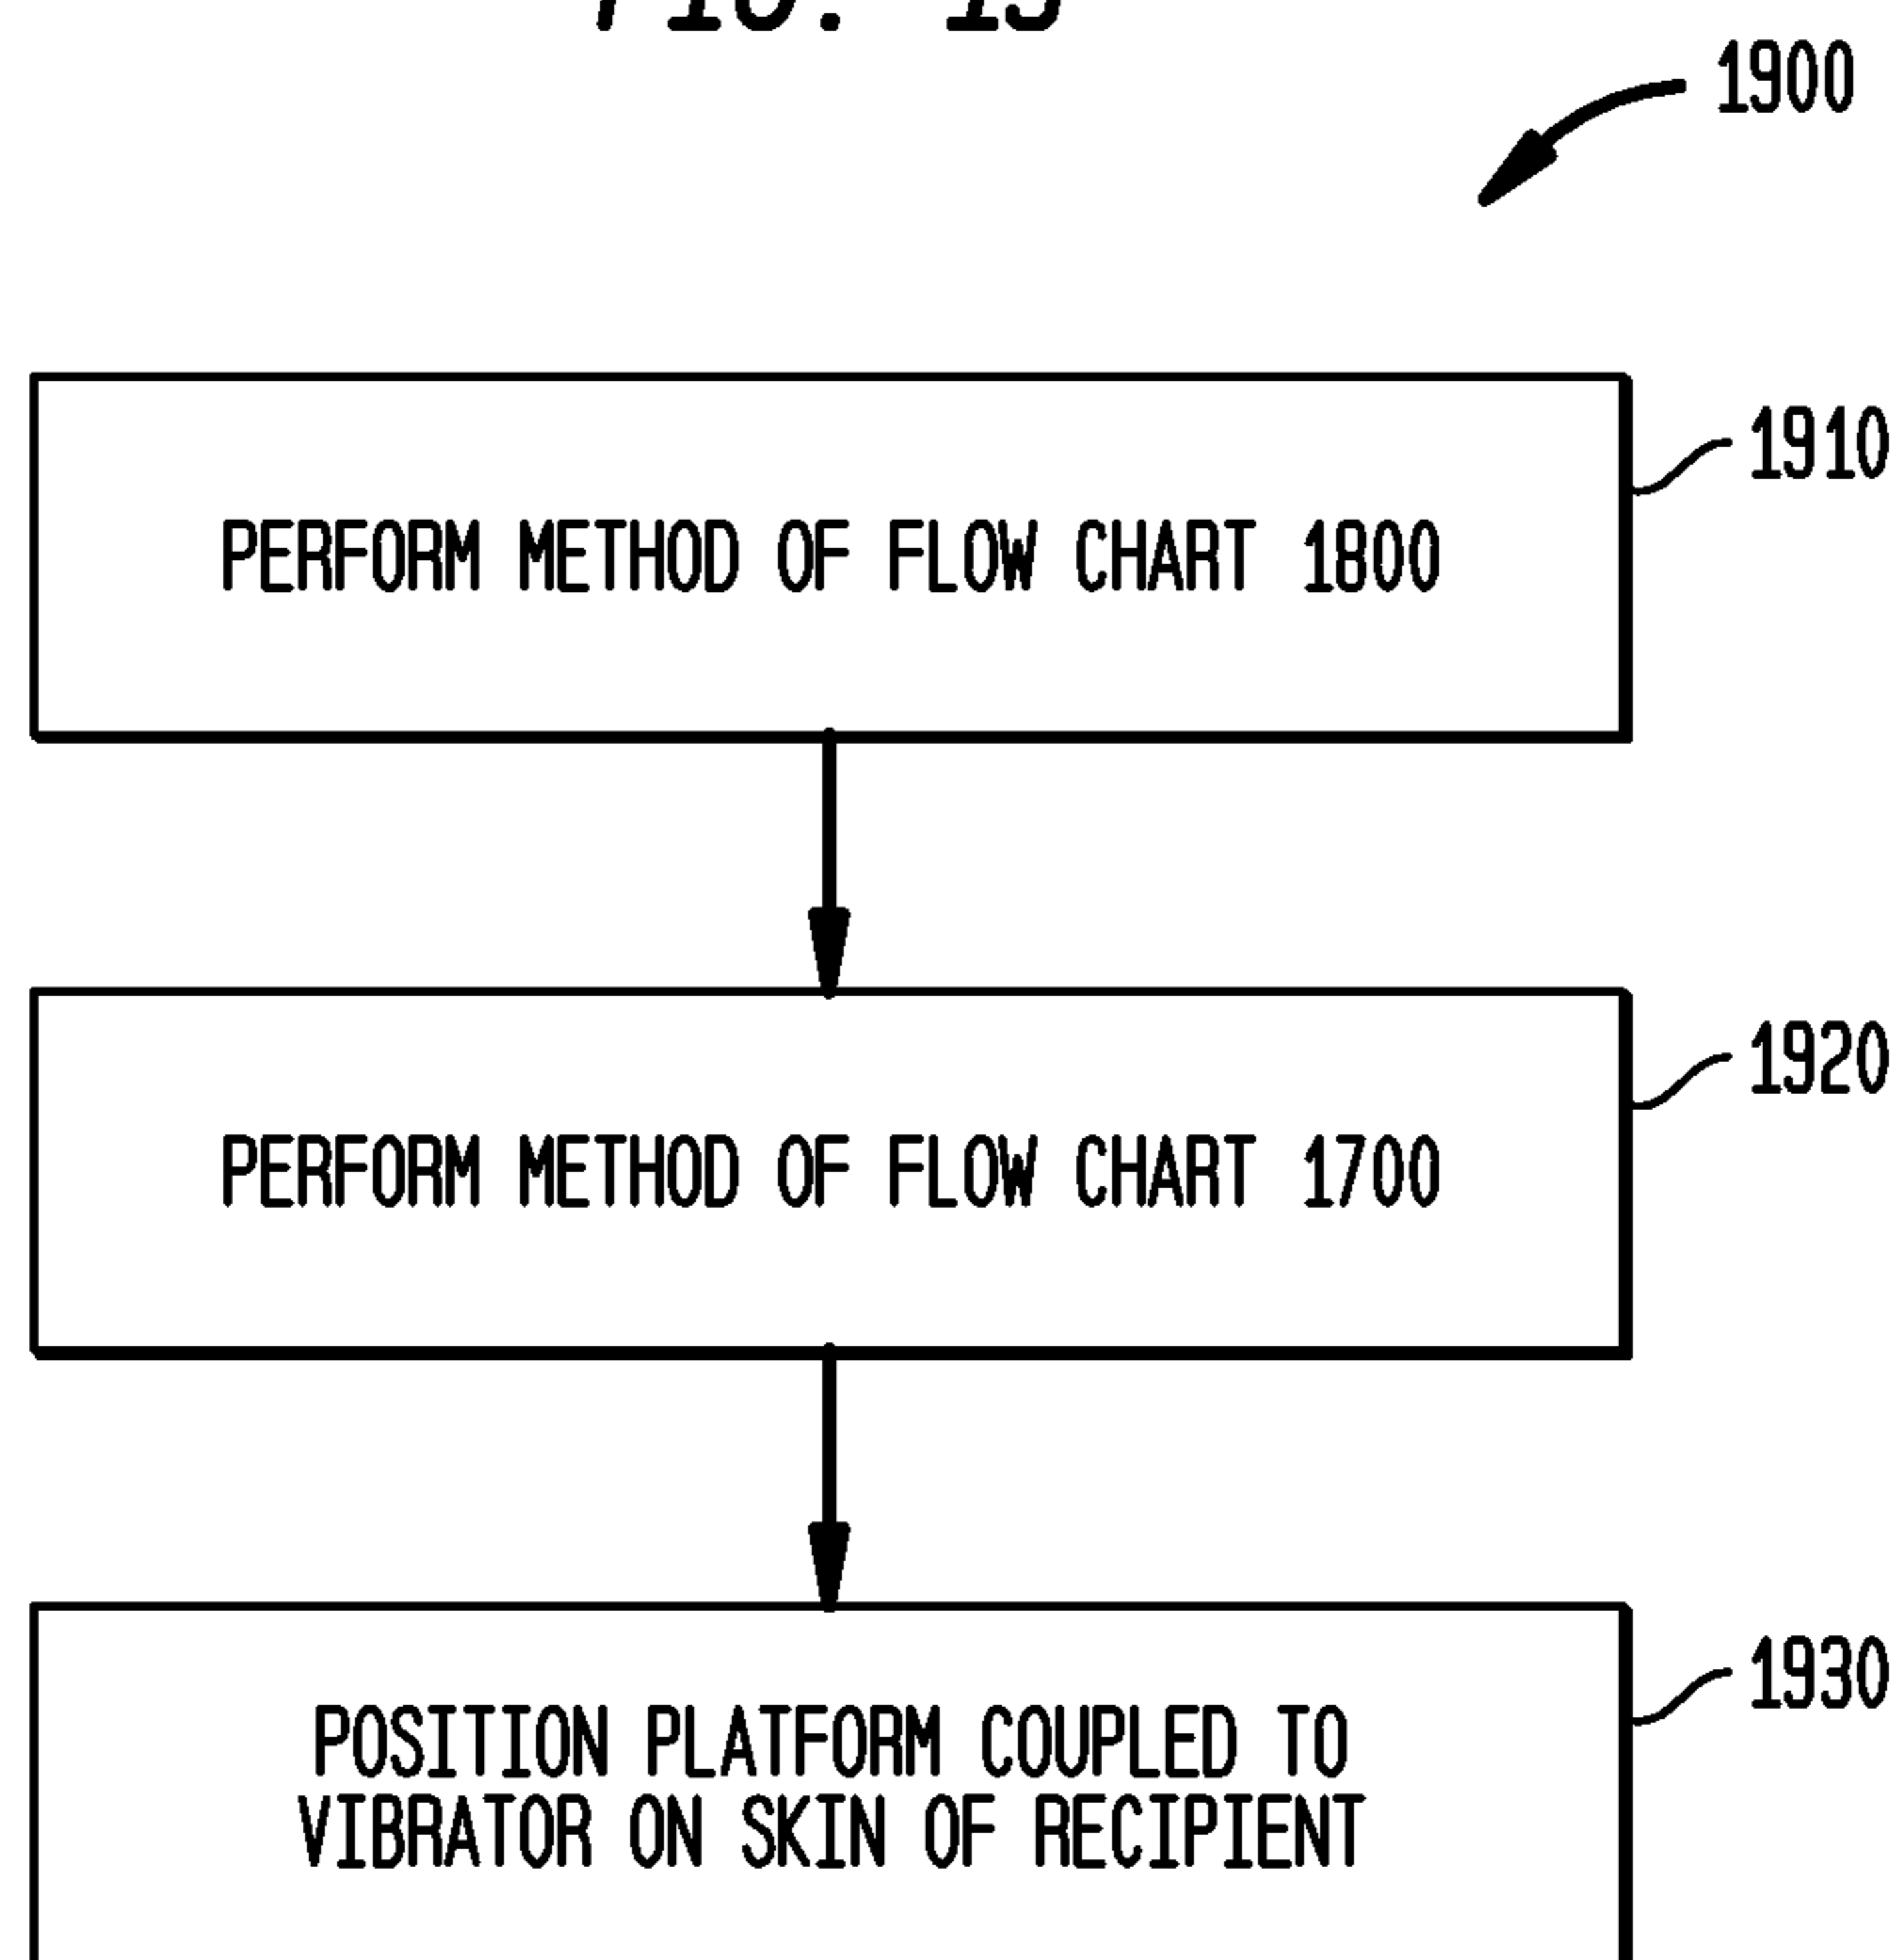 1900
1910
PERFORM METHOD OF FLOW CHART 1800
1920
PERFORM METHOD OF FLOW CHART 1700
1930
POSITION PLATFORM COUPLED TO
VIBRATOR ON SKIN OF RECIPIENT